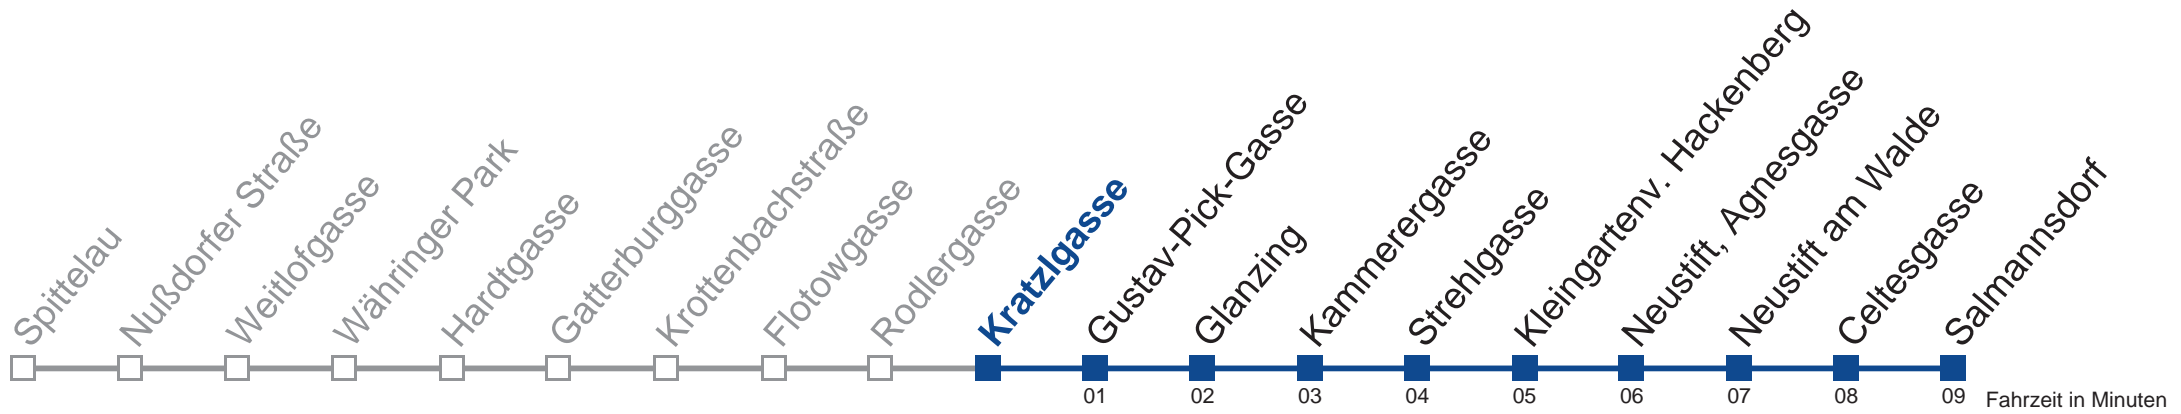 Spittelau
Nußdorfer Straße
Weitlofgasse
Währinger Park
Hardtgasse
Gatterburggasse
Krottenbachstraße
Flotowgasse
Rodlergasse
Kratzlgasse
Gustav-Pick-Gasse
Glanzing
Kammerergasse
Strehlgasse
Kleingartenv. Hackenberg
Neustift, Agnesgasse
Neustift am Walde
Celtesgasse
Salmannsdorf
01 02 03 04 05 06 07 08 09 Fahrzeit in Minuten